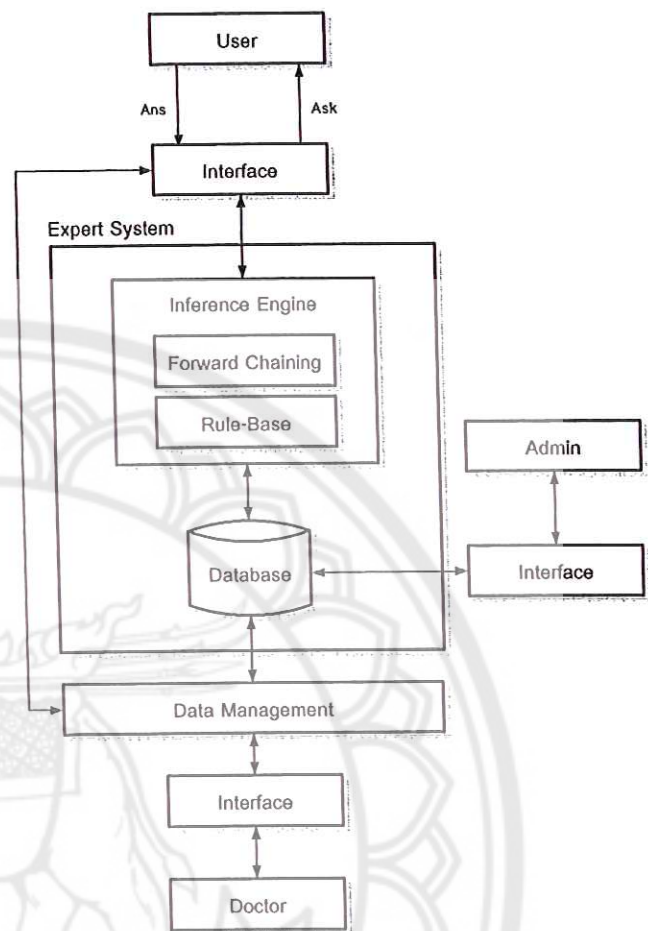 User
Ans
Ask
Interface
Expert System
Inference Engine
Forward Chaining
Rule-Base
Admin
Database
Interface
Data Management
Interface
Doctor